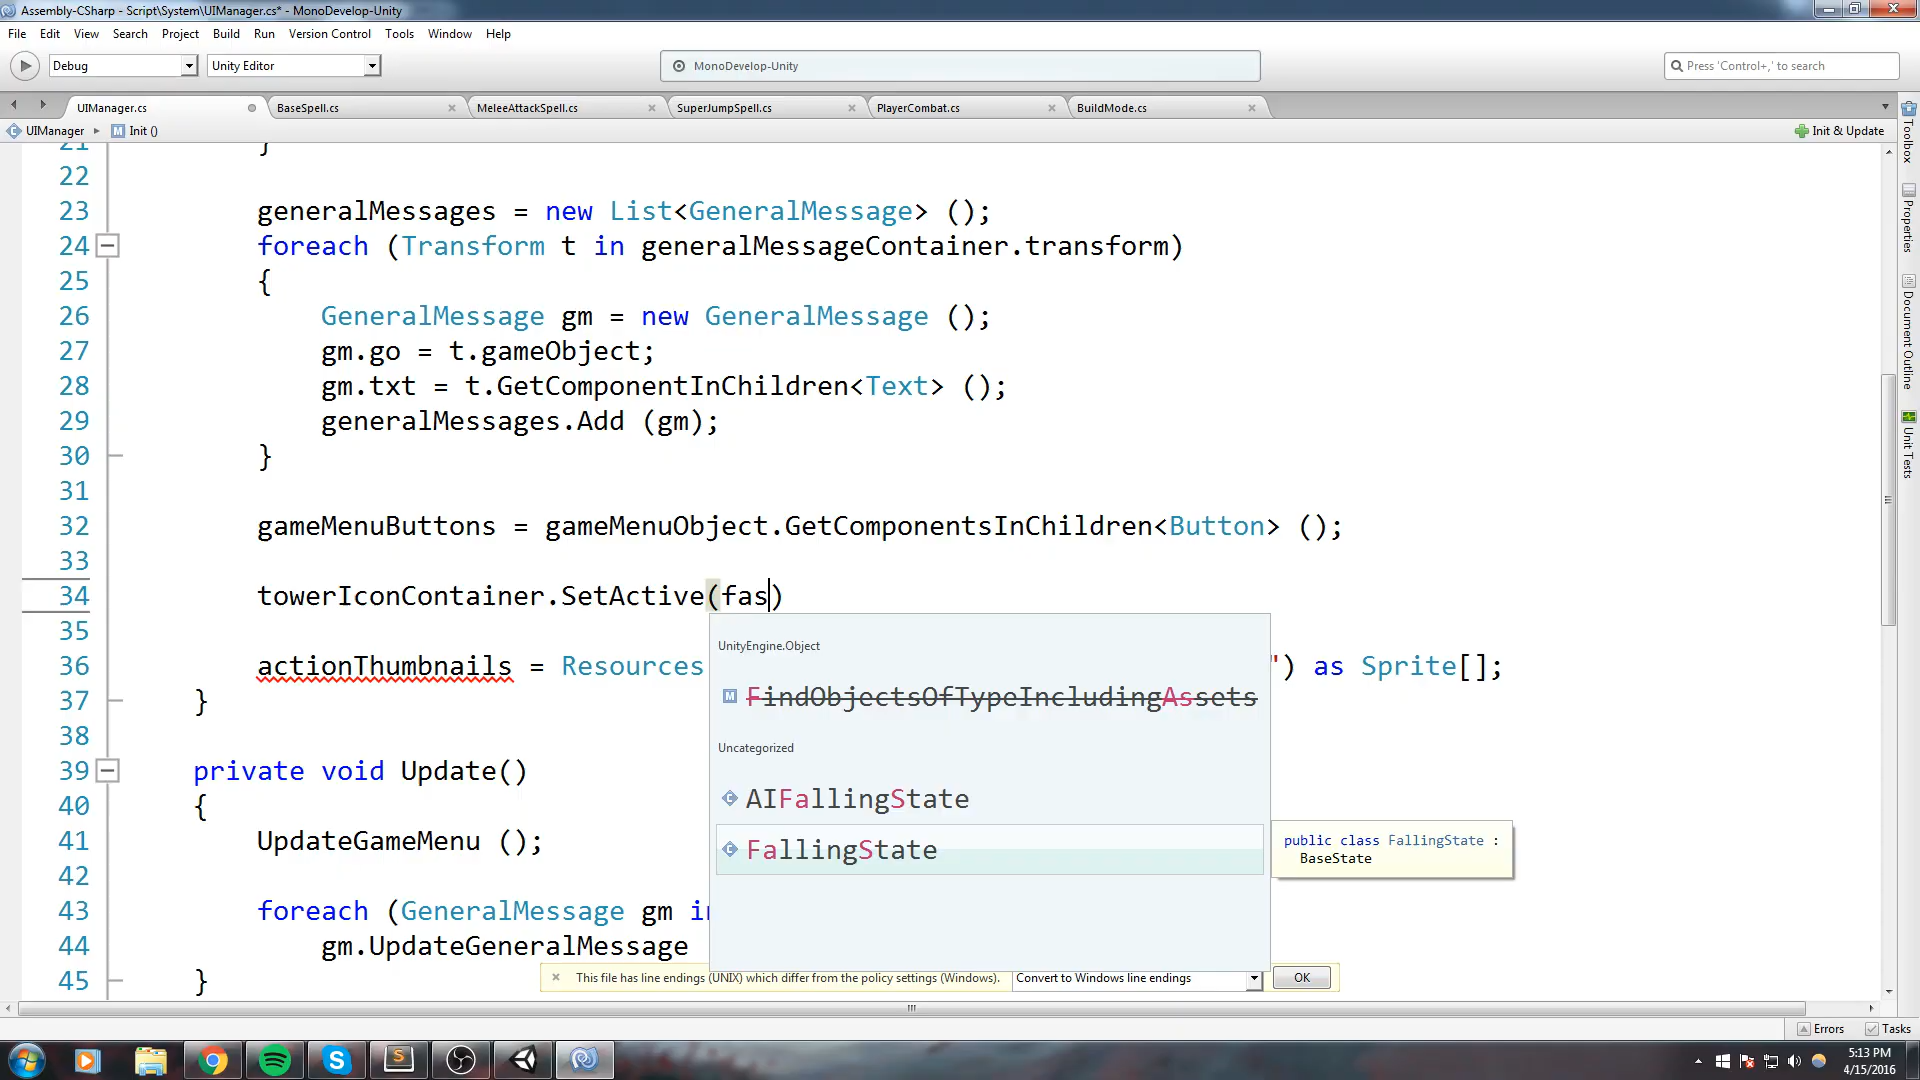 Assembly-CSharp - Script\System\UIManager.cs* - MonoDevelop-Unity
File Edit View Search Project Build Run Version Control Tools Window Help
Debug Unity Editor MonoDevelop-Unity Press 'Control+,' to search
UIManager.cs BaseSpell.cs MeleeAttackSpell.cs SuperJumpSpell.cs PlayerCombat.cs BuildMode.cs
UIManager Init () Init & Update
21 }
22
23 generalMessages = new List<GeneralMessage> ();
24 foreach (Transform t in generalMessageContainer.transform)
25 {
26 GeneralMessage gm = new GeneralMessage ();
27 gm.go = t.gameObject;
28 gm.txt = t.GetComponentInChildren<Text> ();
29 generalMessages.Add (gm);
30 }
31
32 gameMenuButtons = gameMenuObject.GetComponentsInChildren<Button> ();
33
34 towerIconContainer.SetActive(fas)
35
36 actionThumbnails = Resources ") as Sprite[];
37 }
38
39 private void Update()
40 {
41 UpdateGameMenu ();
42
43 foreach (GeneralMessage gm in
44 gm.UpdateGeneralMessage
45 }
UnityEngine.Object
FindObjectsOfTypeIncludingAssets
Uncategorized
AIFallingState
FallingState
public class FallingState :
BaseState
This file has line endings (UNIX) which differ from the policy settings (Windows). Convert to Windows line endings OK
Toolbox
Properties
Document Outline
Unit Tests
Errors Tasks
5:13 PM
4/15/2016